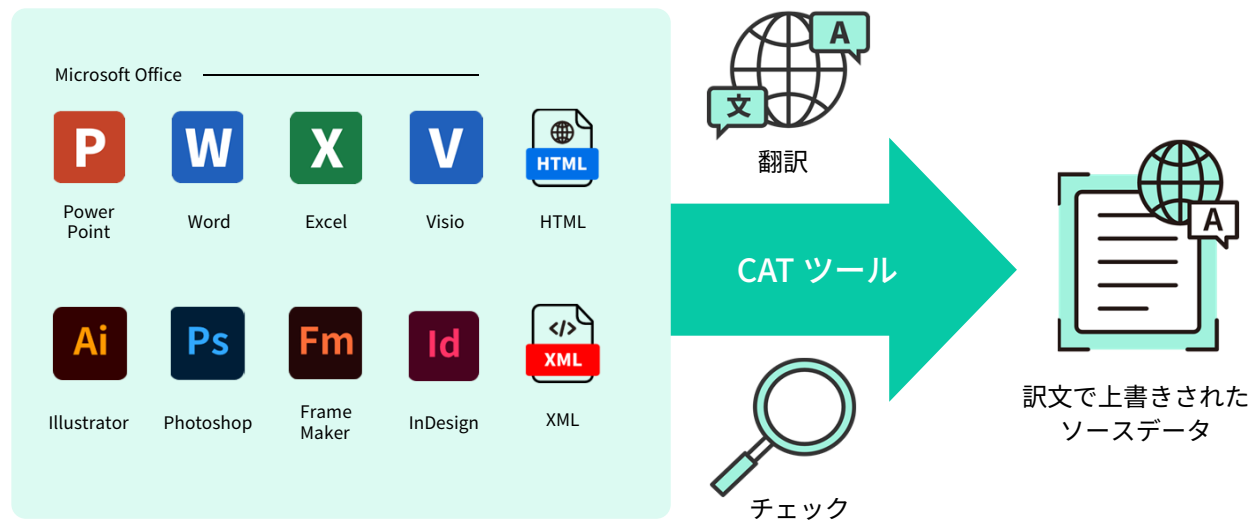 Microsoft Office
P
W
X
V
HTML
Power
Point
Word
Excel
Visio
HTML
Ai
Ps
Fm
Id
</>
XML
Illustrator
Photoshop
Frame
Maker
InDesign
XML
A
文
翻訳
CAT ツール
チェック
A
訳文で上書きされた
ソースデータ